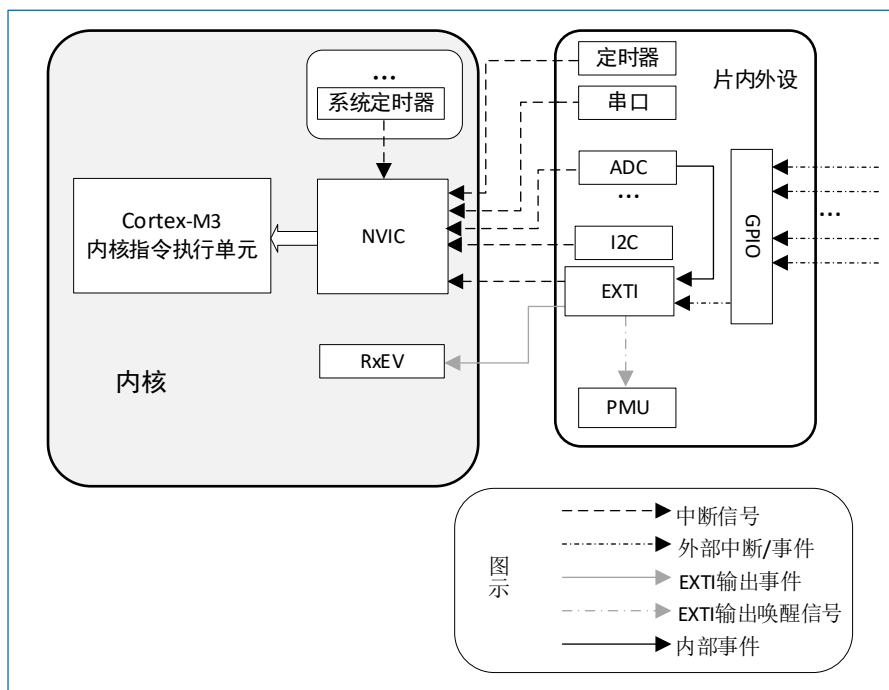 ...
系统定时器
Cortex-M3
内核指令执行单元
NVIC
RxEV
内核
定时器
片内外设
串口
ADC
...
I2C
EXTI
PMU
GPIO
...
图示
中断信号
外部中断/事件
EXTI输出事件
EXTI输出唤醒信号
内部事件